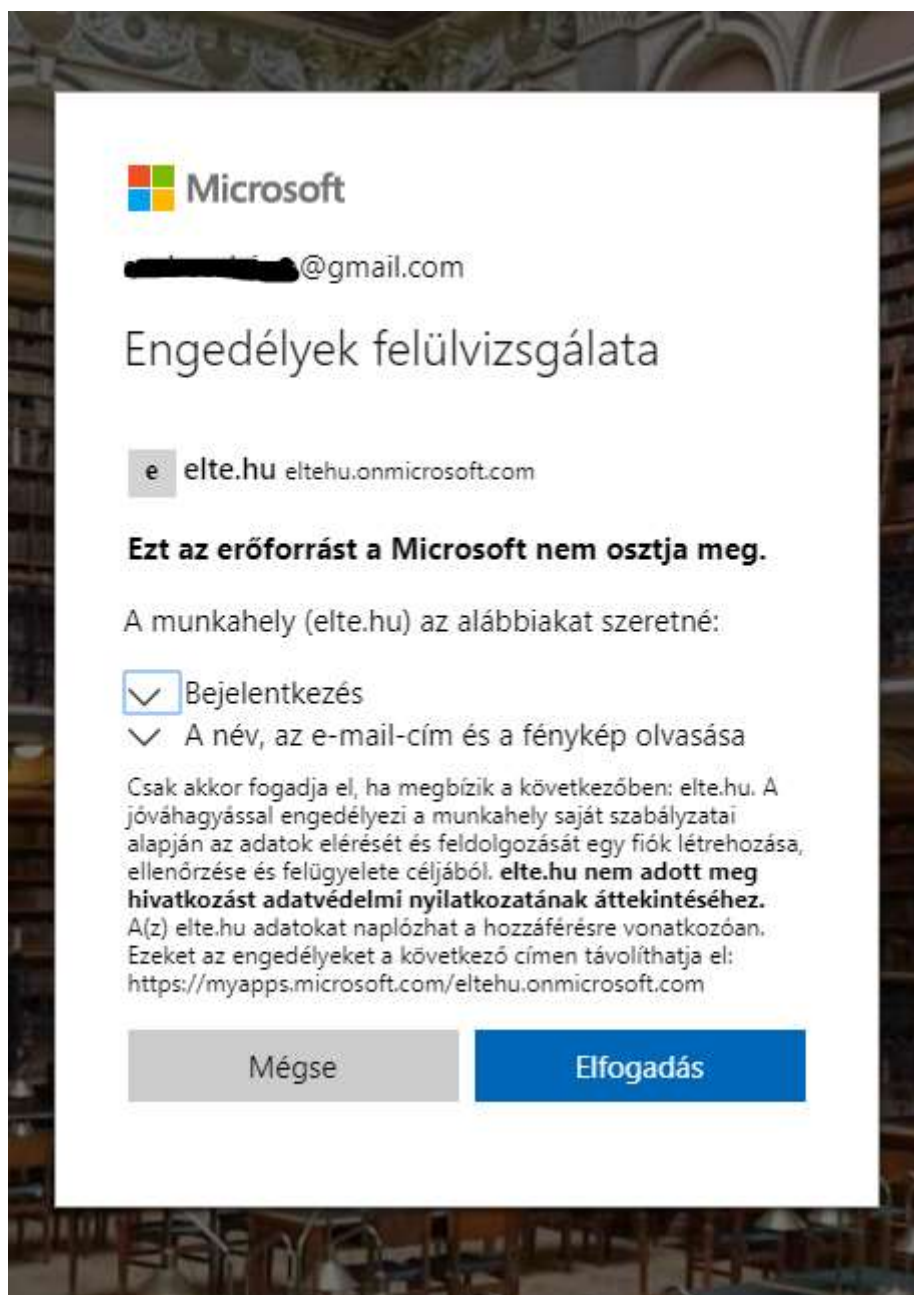 Microsoft
@gmail.com
Engedélyek felülvizsgálata
e elte.hu eltehu.onmicrosoft.com
Ezt az erőforrást a Microsoft nem osztja meg.
A munkahely (elte.hu) az alábbiakat szeretné:
Bejelentkezés
A név, az e-mail-cím és a fénykép olvasása
Csak akkor fogadja el, ha megbízik a következőben: elte.hu. A
jóváhagyással engedélyezi a munkahely saját szabályzatai
alapján az adatok elérését és feldolgozását egy fiók létrehozása,
ellenőrzése és felügyelete céljából. elte.hu nem adott meg
hivatkozást adatvédelmi nyilatkozatának áttekintéséhez.
A(z) elte.hu adatokat naplózhat a hozzáférésre vonatkozóan.
Ezeket az engedélyeket a következő címen távolíthatja el:
https://myapps.microsoft.com/eltehu.onmicrosoft.com
Mégse Elfogadás